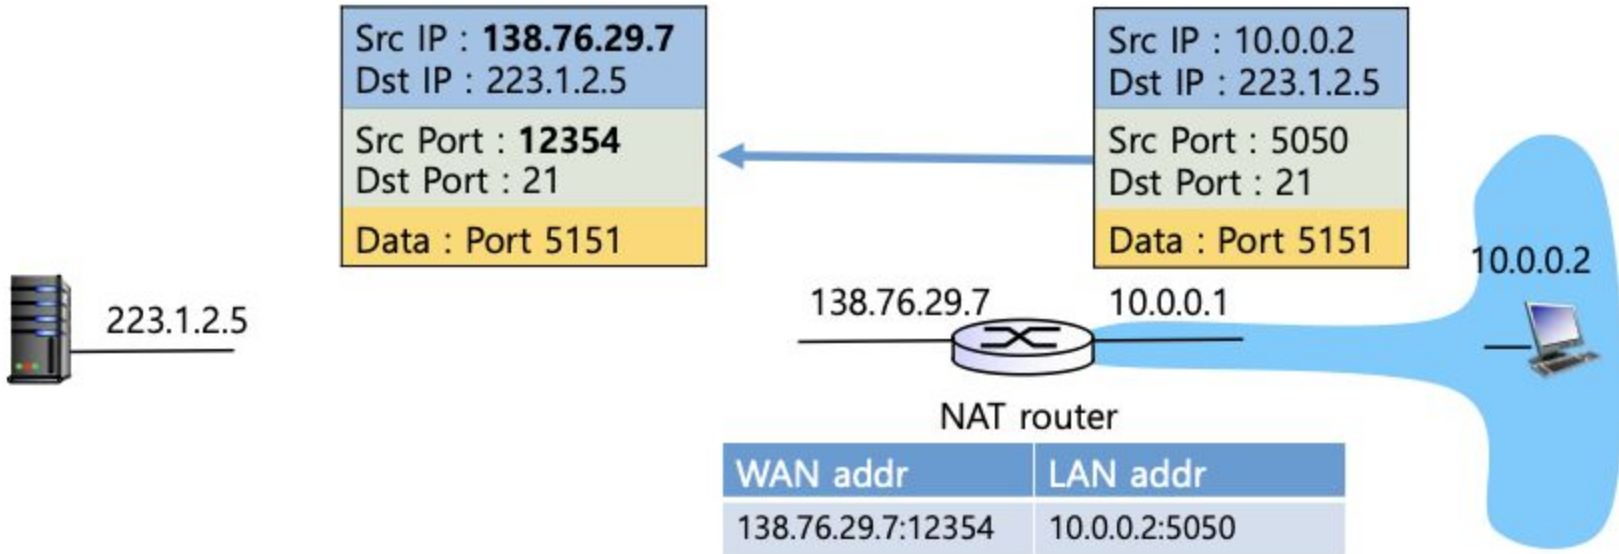 Src IP : 138.76.29.7
Dst IP : 223.1.2.5
Src Port : 12354
Dst Port : 21
Data : Port 5151
Src IP : 10.0.0.2
Dst IP : 223.1.2.5
Src Port : 5050
Dst Port : 21
Data : Port 5151
10.0.0.2
223.1.2.5
138.76.29.7
10.0.0.1
NAT router
WAN addr LAN addr
138.76.29.7:12354 10.0.0.2:5050